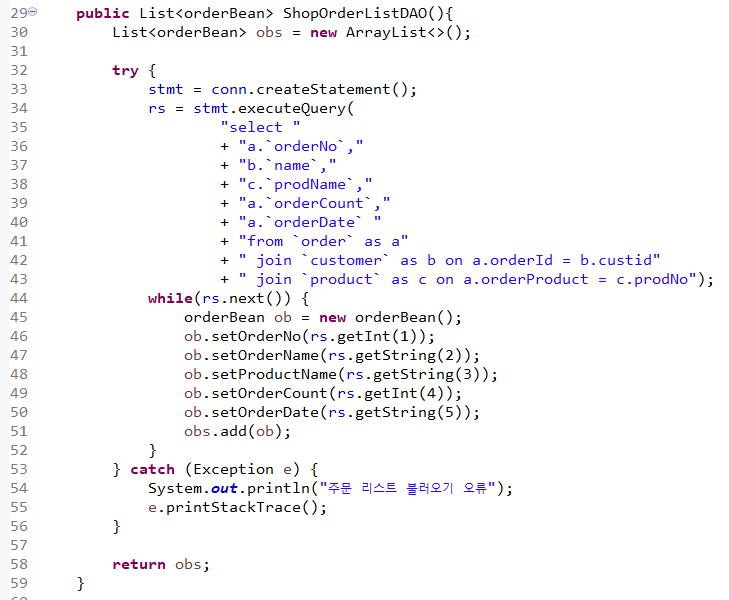 29 public List<orderBean> ShopOrderListDAO(){
30 List<orderBean> obs = new ArrayList<>();
31
32 try {
33 stmt = conn.createStatement();
34 rs = stmt.executeQuery(
35 "select "
36 + "a.`orderNo`,"
37 + "b.`name`,"
38 + "c.`prodName`,"
39 + "a.`orderCount`,"
40 + "a.`orderDate` "
41 + "from `order` as a"
42 + " join `customer` as b on a.orderId = b.custid"
43 + " join `product` as c on a.orderProduct = c.prodNo");
44 while(rs.next()) {
45 orderBean ob = new orderBean();
46 ob.setOrderNo(rs.getInt(1));
47 ob.setOrderName(rs.getString(2));
48 ob.setProductName(rs.getString(3));
49 ob.setOrderCount(rs.getInt(4));
50 ob.setOrderDate(rs.getString(5));
51 obs.add(ob);
52 }
53 } catch (Exception e) {
54 System.out.println("주문 리스트 불러오기 오류");
55 e.printStackTrace();
56 }
57
58 return obs;
59 }